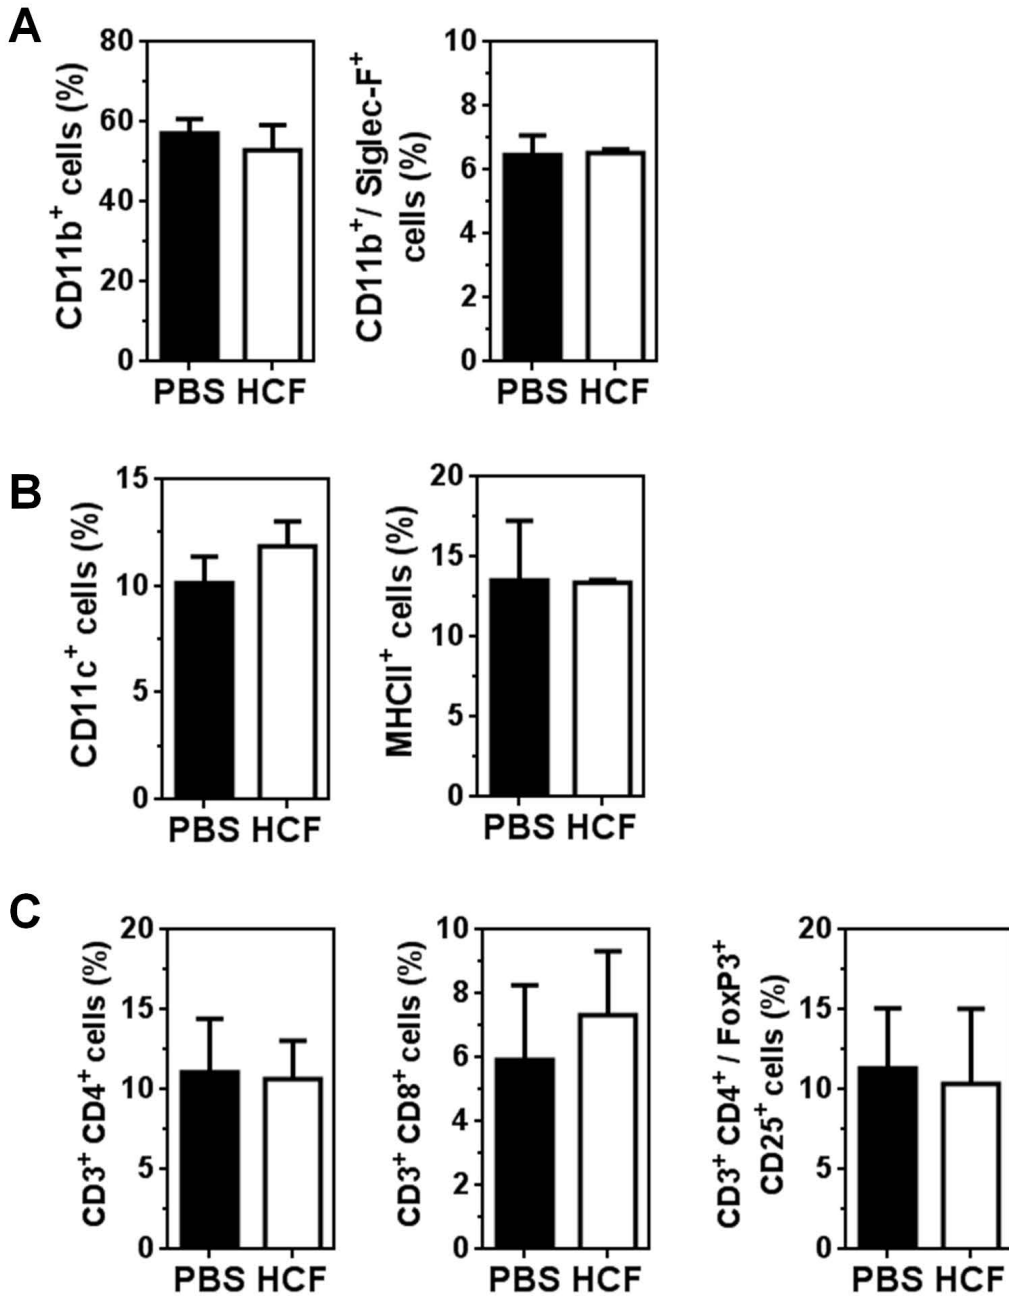 A
CD11b+ cells (%)
80
60
40
20
0
PBS HCF
CD11b+/ Siglec-F+
cells (%)
10
8
6
4
2
0
PBS HCF
B
CD11c+ cells (%)
15
10
5
0
PBS HCF
MHCII+ cells (%)
20
15
10
5
0
PBS HCF
C
CD3+ CD4+ cells (%)
20
15
10
5
0
PBS HCF
CD3+ CD8+ cells (%)
10
8
6
4
2
0
PBS HCF
CD3+ CD4+ / FoxP3+
CD25+ cells (%)
20
15
10
5
0
PBS HCF